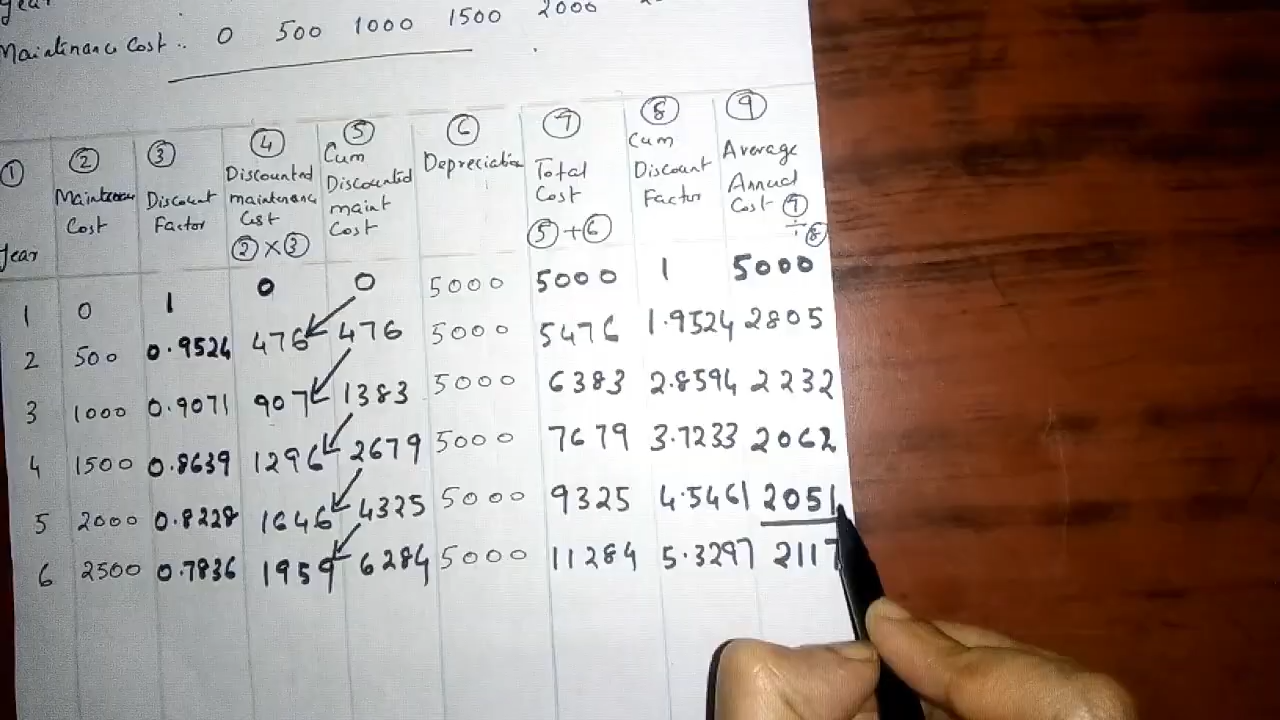 year
Maintenance Cost .. 0 500 1000 1500 2000
① ② ③ ④ ⑤ ⑥ ⑦ ⑧ ⑨
year
Maintenance Cost
Discount Factor
Discounted maintenance Cost ② X ③
Cum Discounted maint Cost
Depreciation
Total Cost ⑤ + ⑥
Cum Discount Factor
Average Annual Cost ⑦ ÷ ⑧
1 0 1 0 0 5000 5000 1 5000
2 500 0.9524 476 476 5000 5476 1.9524 2805
3 1000 0.9071 907 1383 5000 6383 2.8594 2232
4 1500 0.8639 1296 2679 5000 7679 3.7233 2062
5 2000 0.8228 1646 4325 5000 9325 4.5461 2051
6 2500 0.7836 1959 6284 5000 11284 5.3297 2117